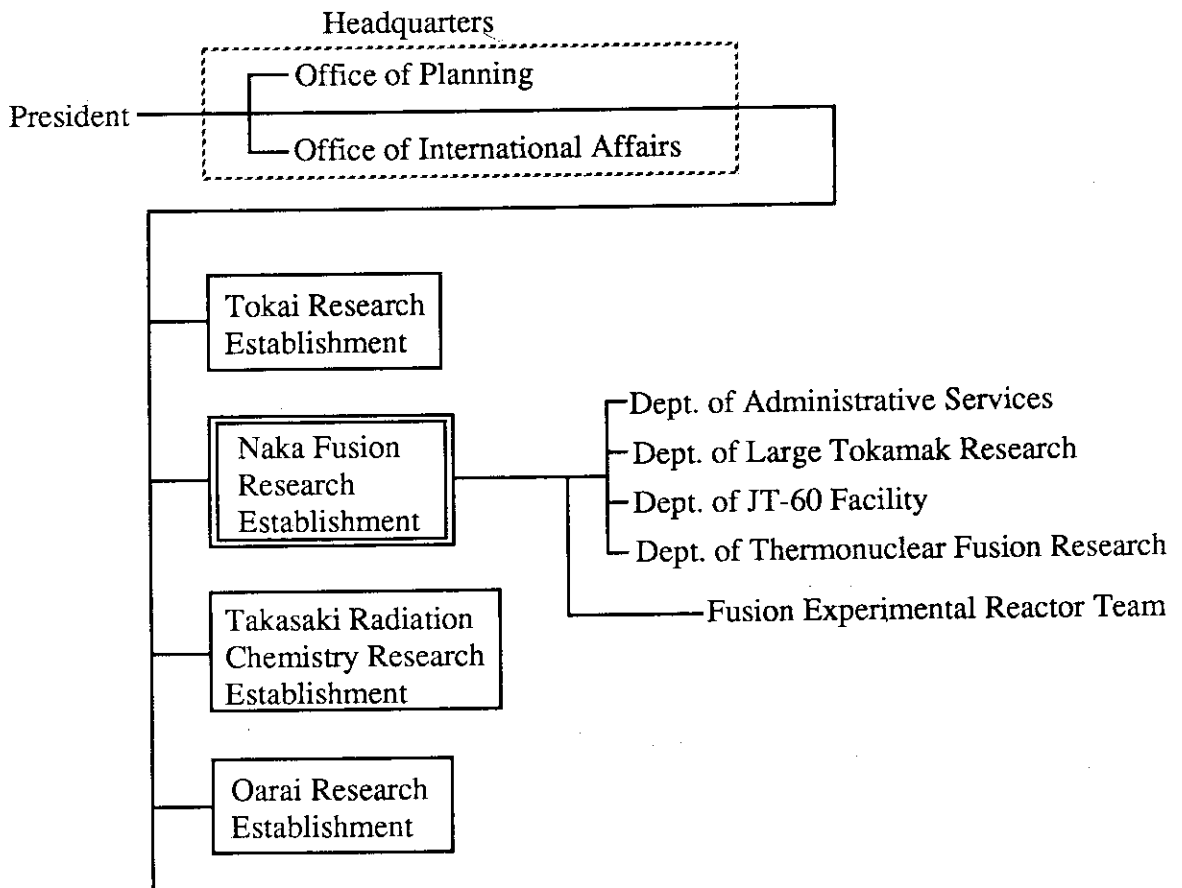 Headquarters
Office of Planning
President
Office of International Affairs
Tokai Research
Establishment
Naka Fusion
Research
Establishment
Dept. of Administrative Services
Dept. of Large Tokamak Research
Dept. of JT-60 Facility
Dept. of Thermonuclear Fusion Research
Fusion Experimental Reactor Team
Takasaki Radiation
Chemistry Research
Establishment
Oarai Research
Establishment